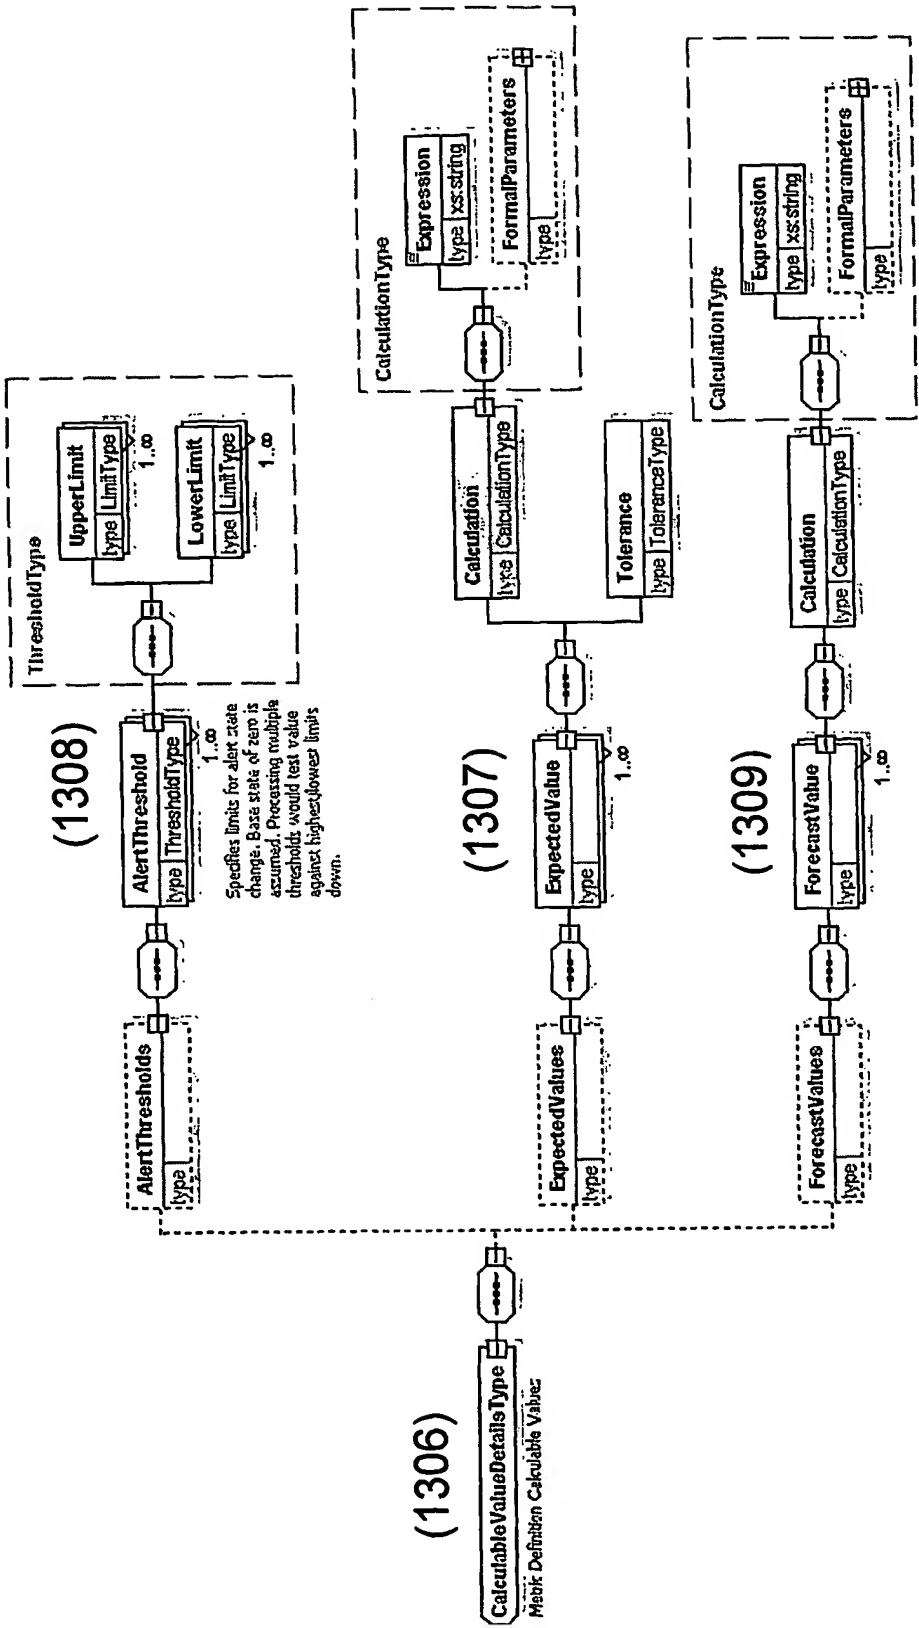 (1306)
CalculableValueDetailsType
Metric Definition Calculable Values
AlertThresholds
type
(1308)
AlertThreshold
type ThresholdType
1..∞
Specifies limits for alert state
change. Base state of zero is
assumed. Processing multiple
thresholds would test value
against highest/lowest limits
down.
ThresholdType
UpperLimit
type LimitType
1..∞
LowerLimit
type LimitType
1..∞
ExpectedValues
type
(1307)
ExpectedValue
type
1..∞
Calculation
type CalculationType
CalculationType
Expression
type xs:string
FormalParameters
type
Tolerance
type ToleranceType
ForecastValues
type
(1309)
ForecastValue
type
1..∞
Calculation
type CalculationType
CalculationType
Expression
type xs:string
FormalParameters
type